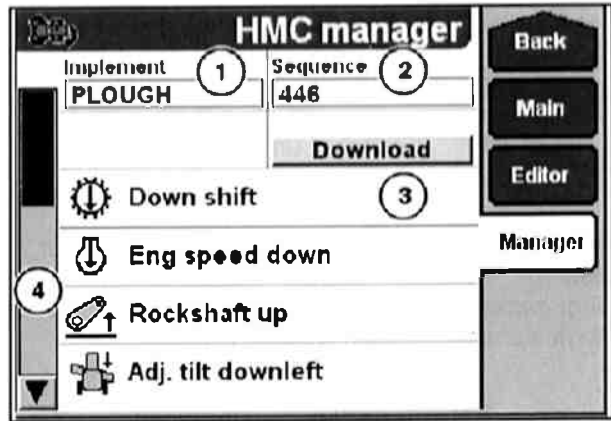 HMC manager
Implement
1
Sequence
2
PLOUGH
446
Download
3
Down shift
Eng speed down
4
Rockshaft up
Adj. tilt downleft
Back
Main
Editor
Manager